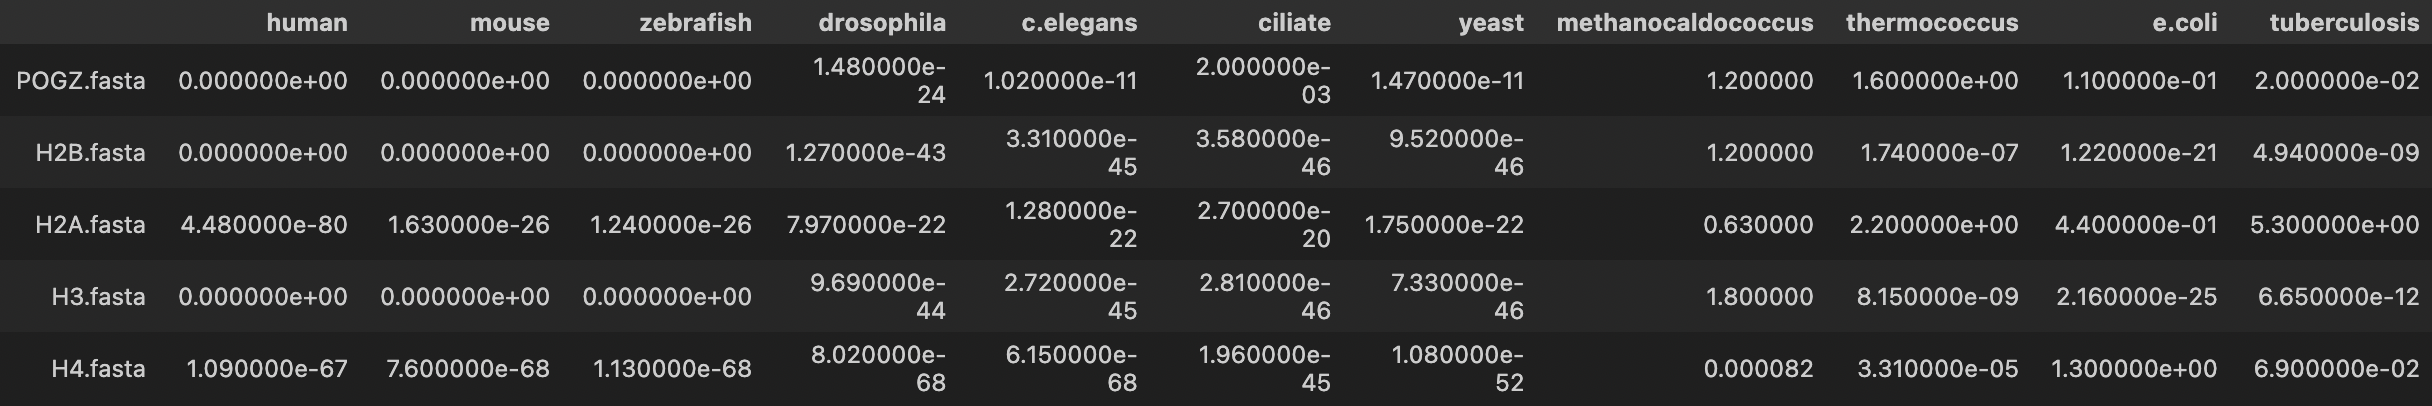 human mouse zebrafish drosophila c.elegans ciliate yeast methanocaldococcus thermococcus e.coli tuberculosis
POGZ.fasta 0.000000e+00 0.000000e+00 0.000000e+00 1.480000e-24 1.020000e-11 2.000000e-03 1.470000e-11 1.200000 1.600000e+00 1.100000e-01 2.000000e-02
H2B.fasta 0.000000e+00 0.000000e+00 0.000000e+00 1.270000e-43 3.310000e-45 3.580000e-46 9.520000e-46 1.200000 1.740000e-07 1.220000e-21 4.940000e-09
H2A.fasta 4.480000e-80 1.630000e-26 1.240000e-26 7.970000e-22 1.280000e-22 2.700000e-20 1.750000e-22 0.630000 2.200000e+00 4.400000e-01 5.300000e+00
H3.fasta 0.000000e+00 0.000000e+00 0.000000e+00 9.690000e-44 2.720000e-45 2.810000e-46 7.330000e-46 1.800000 8.150000e-09 2.160000e-25 6.650000e-12
H4.fasta 1.090000e-67 7.600000e-68 1.130000e-68 8.020000e-68 6.150000e-68 1.960000e-45 1.080000e-52 0.000082 3.310000e-05 1.300000e+00 6.900000e-02